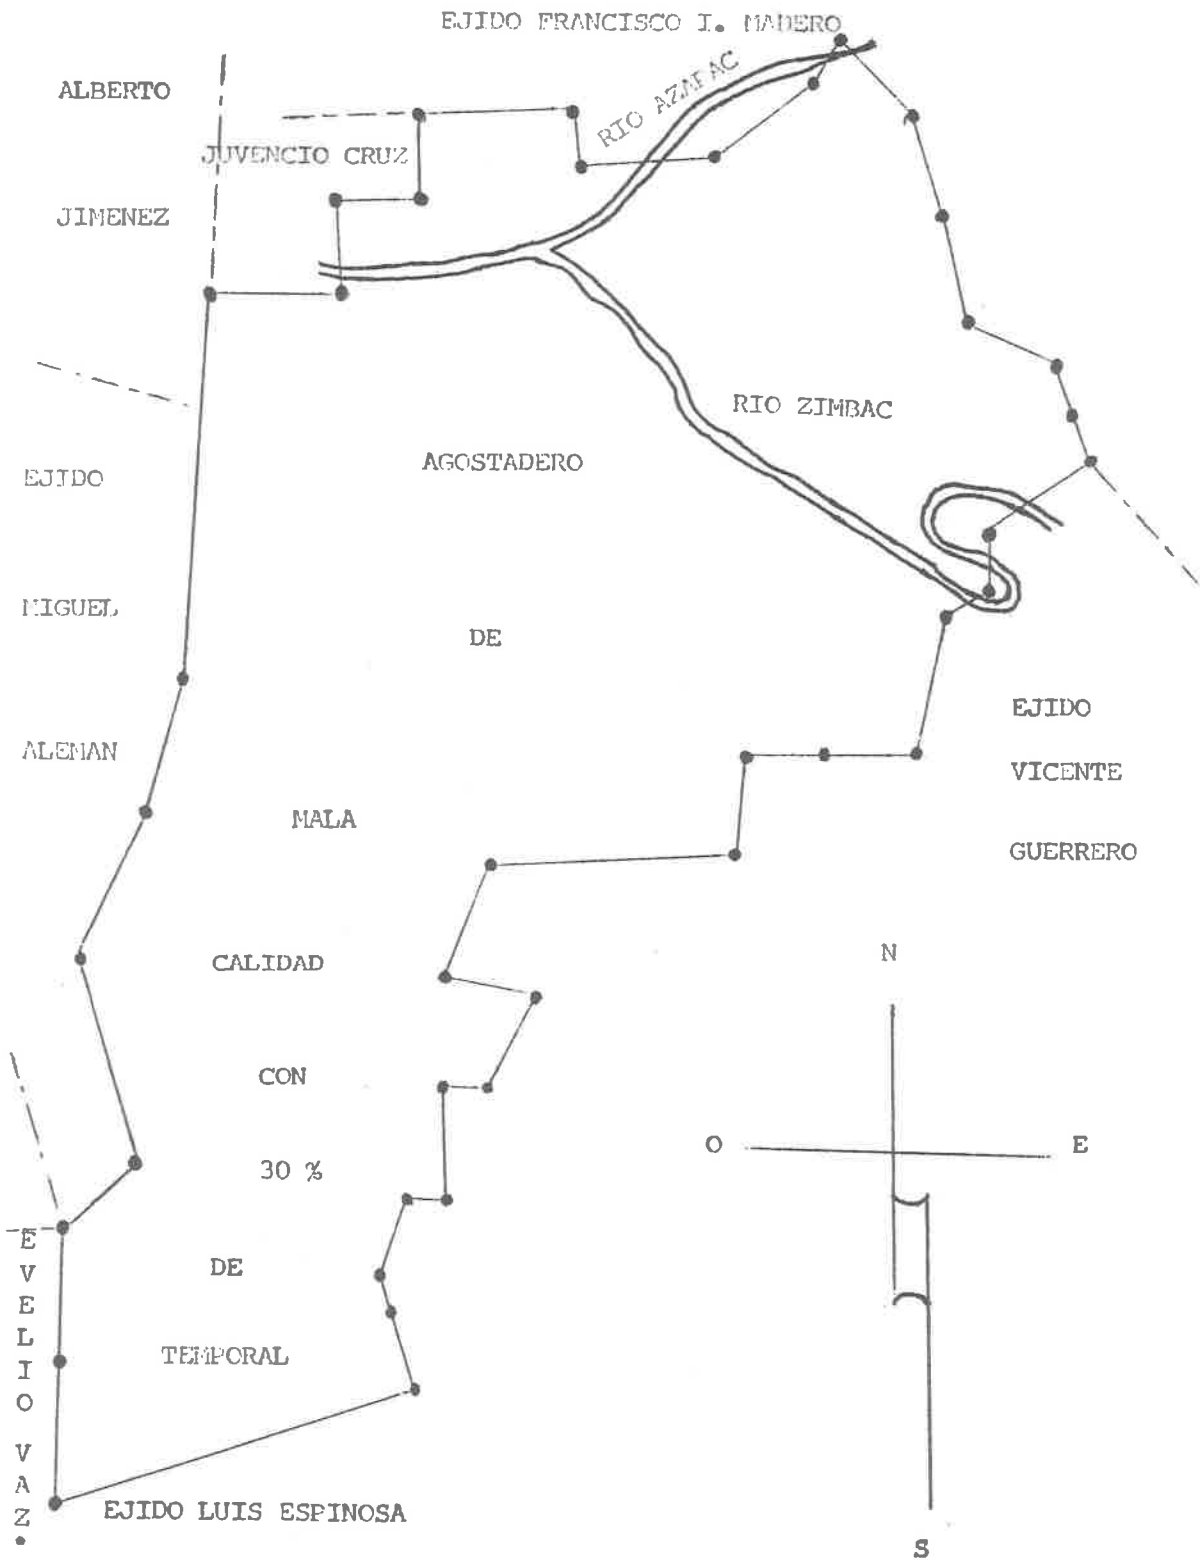 EJIDO FRANCISCO I. MADERO
ALBERTO
RIO AZAPAC
JUVENCIO CRUZ
JIMENEZ
RIO ZIMBAC
AGOSTADERO
EJIDO
MIGUEL
DE
EJIDO
ALEMAN
VICENTE
MALA
GUERRERO
N
CALIDAD
CON
O
E
30 %
EVELIO VAZ.
DE
TEMPORAL
EJIDO LUIS ESPINOSA
S